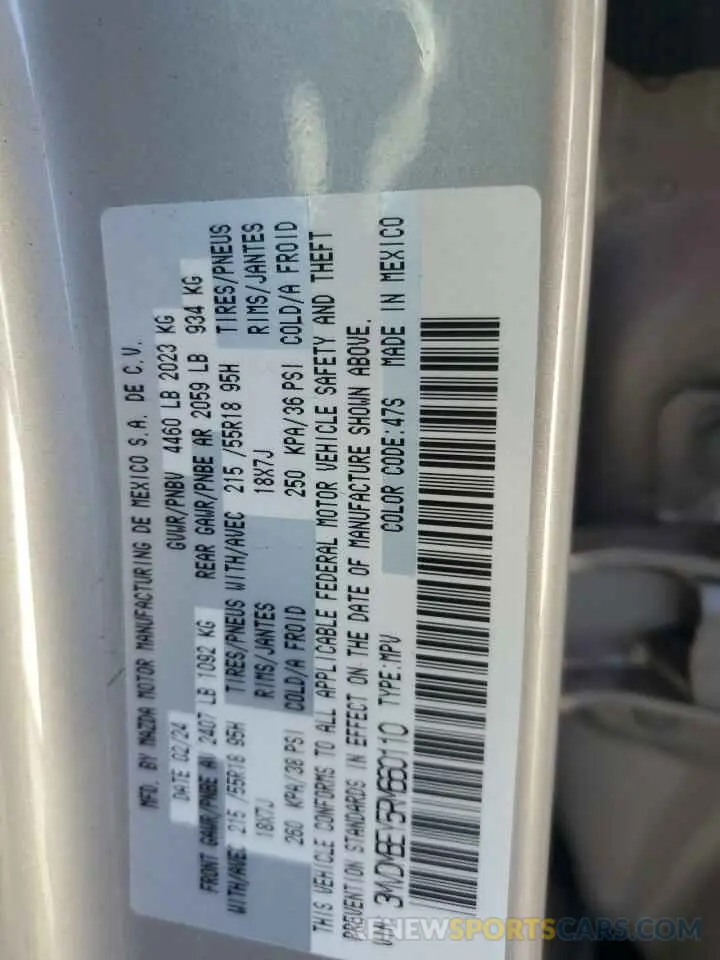 MFD. BY MAZDA MOTOR MANUFACTURING DE MEXICO S.A. DE C.V.
DATE 02/24 GVWR/PNBV 4460 LB 2023 KG
FRONT GAWR/PNBE AV 2407 LB 1092 KG REAR GAWR/PNBE AR 2059 LB 934 KG
WITH/AVEC 215 /55R18 95H TIRES/PNEUS WITH/AVEC 215 /55R18 95H TIRES/PNEUS
18X7J RIMS/JANTES 18X7J RIMS/JANTES
260 KPA/38 PSI COLD/A FROID 250 KPA/36 PSI COLD/A FROID
THIS VEHICLE CONFORMS TO ALL APPLICABLE FEDERAL MOTOR VEHICLE SAFETY AND THEFT
PREVENTION STANDARDS IN EFFECT ON THE DATE OF MANUFACTURE SHOWN ABOVE.
VIN: 3MVDMBEY5RM660110 TYPE:MPV COLOR CODE:47S MADE IN MEXICO
© NEWSPORTSCARS.COM